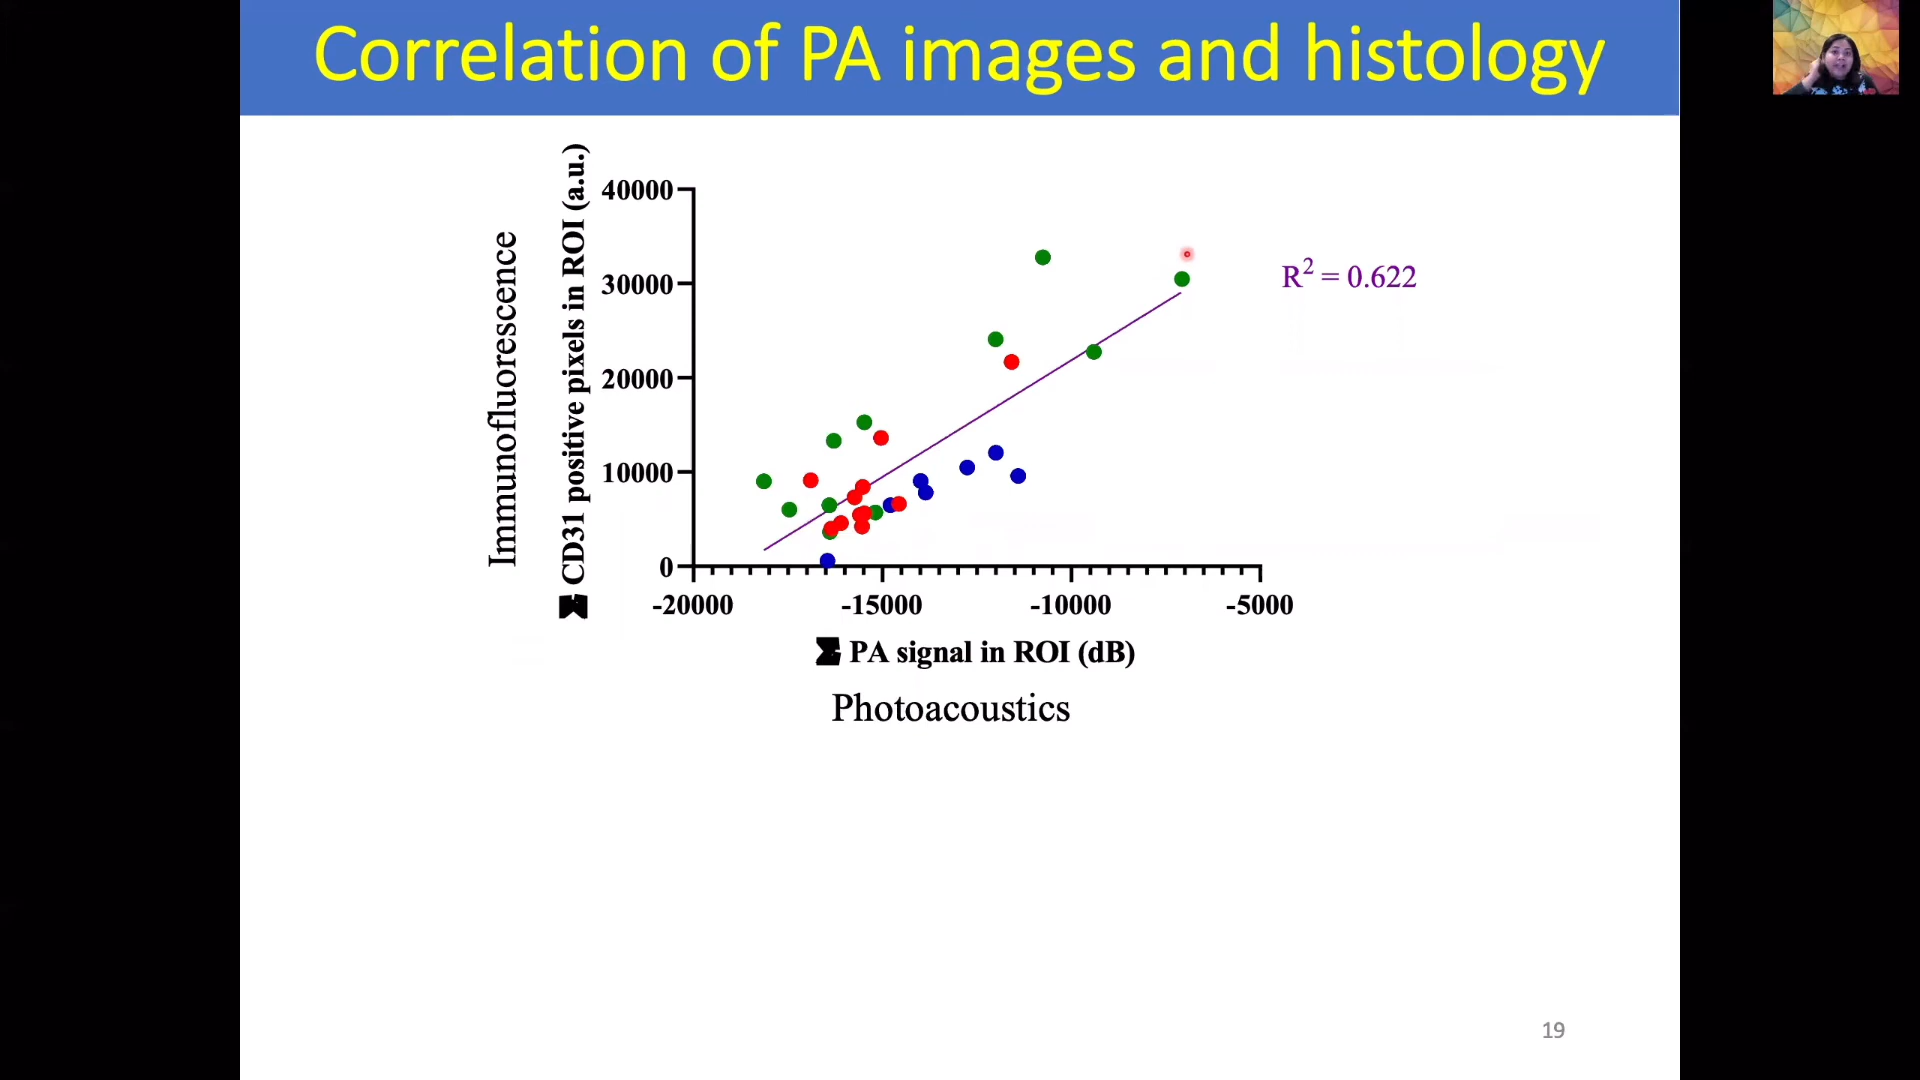 Correlation of PA images and histology
Immunofluorescence
Σ CD31 positive pixels in ROI (a.u.)
40000
30000
20000
10000
0
-20000 -15000 -10000 -5000
R² = 0.622
Σ PA signal in ROI (dB)
Photoacoustics
19